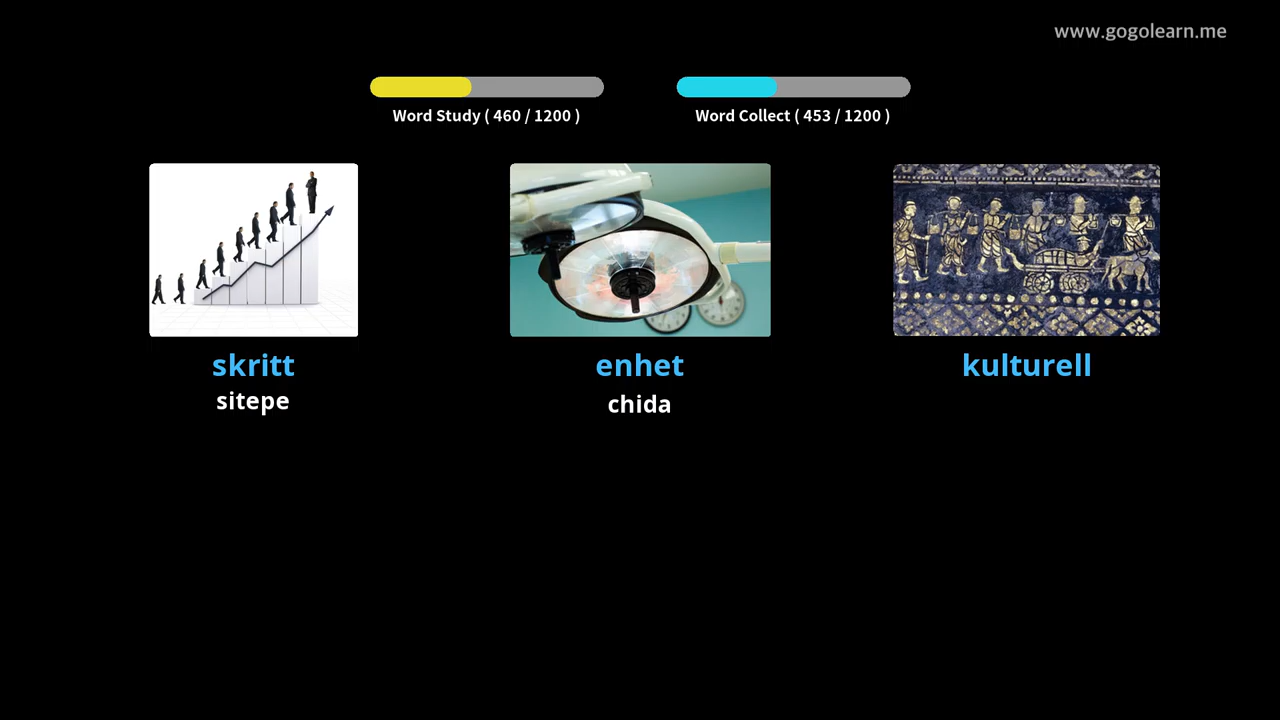 www.gogolearn.me
Word Study ( 460 / 1200 )
Word Collect ( 453 / 1200 )
skritt
sitepe
enhet
chida
kulturell